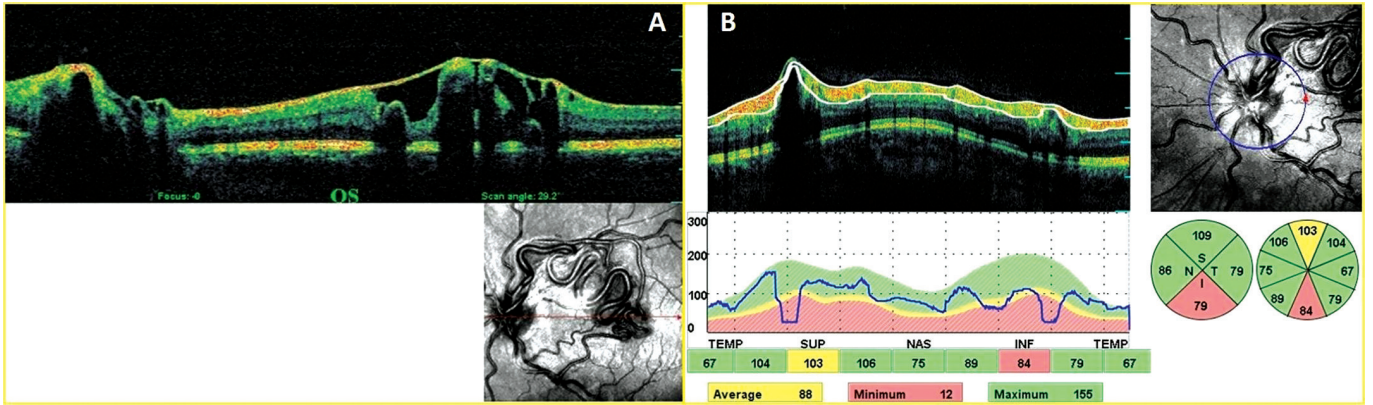 A
Focus: -0
OS
Scan angle: 29.2°
B
300
200
100
0
TEMP SUP NAS INF TEMP
67 104 103 106 75 89 84 79 67
Average 88
Minimum 12
Maximum 155
109
S
86 N T 79
I
79
103
106 104
75 67
89 79
84